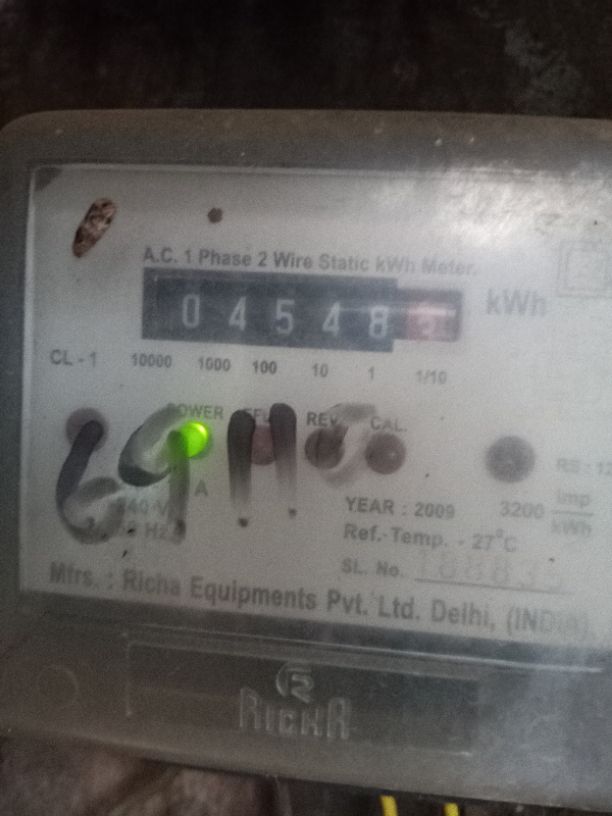 A.C. 1 Phase 2 Wire Static kWh Meter.
0 4 5 4 8 kWh
CL - 1 10000 1000 100 10 1 1/10
POWER REV. CAL.
A
240 V
YEAR : 2009 3200 imp/kWh
Hz
Ref.-Temp. - 27°C
SL. No.
Mfrs. : Richa Equipments Pvt. Ltd. Delhi, (INDIA).
RICHA